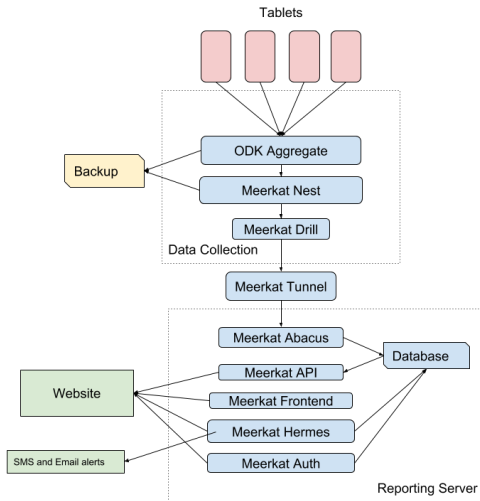 Tablets
ODK Aggregate
Backup
Meerkat Nest
Meerkat Drill
Data Collection
Meerkat Tunnel
Meerkat Abacus
Database
Meerkat API
Website
Meerkat Frontend
Meerkat Hermes
SMS and Email alerts
Meerkat Auth
Reporting Server